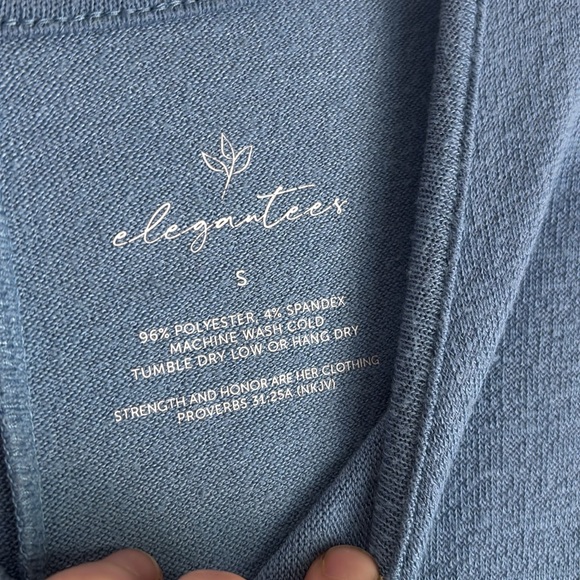 elegantees
S
96% POLYESTER, 4% SPANDEX
MACHINE WASH COLD
TUMBLE DRY LOW OR HANG DRY
STRENGTH AND HONOR ARE HER CLOTHING
PROVERBS 31:25A (NKJV)